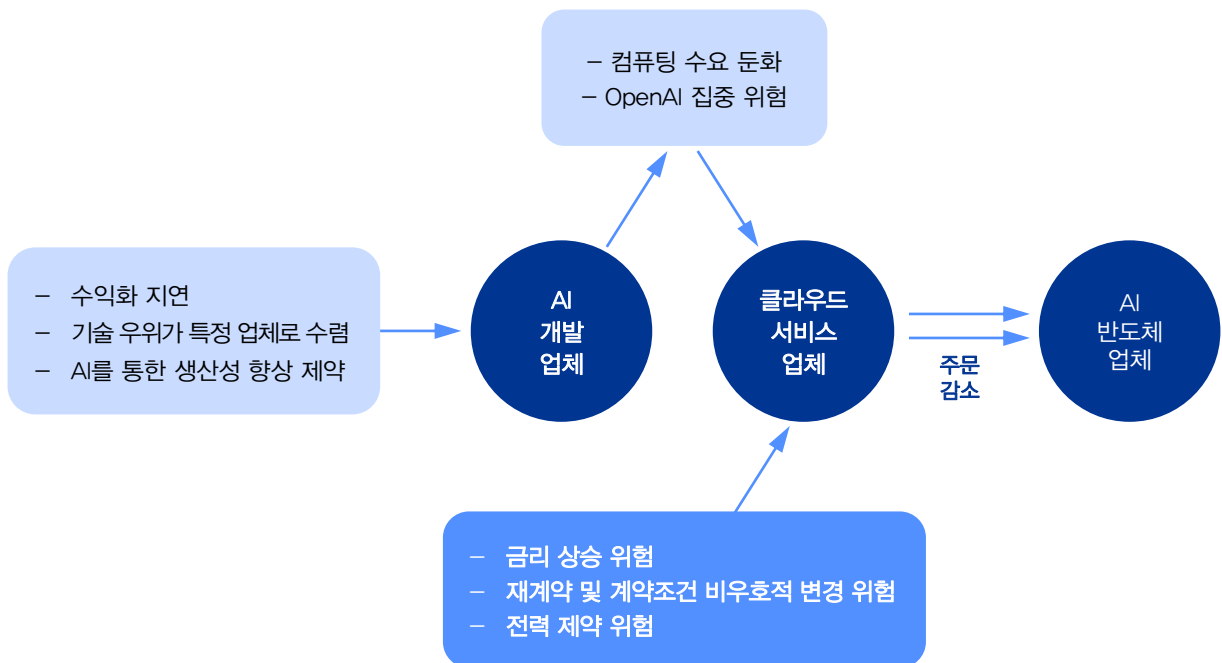 – 컴퓨팅 수요 둔화
– OpenAI 집중 위험
– 수익화 지연
– 기술 우위가 특정 업체로 수렴
– AI를 통한 생산성 향상 제약
AI
개발
업체
클라우드
서비스
업체
주문
감소
AI
반도체
업체
– 금리 상승 위험
– 재계약 및 계약조건 비우호적 변경 위험
– 전력 제약 위험